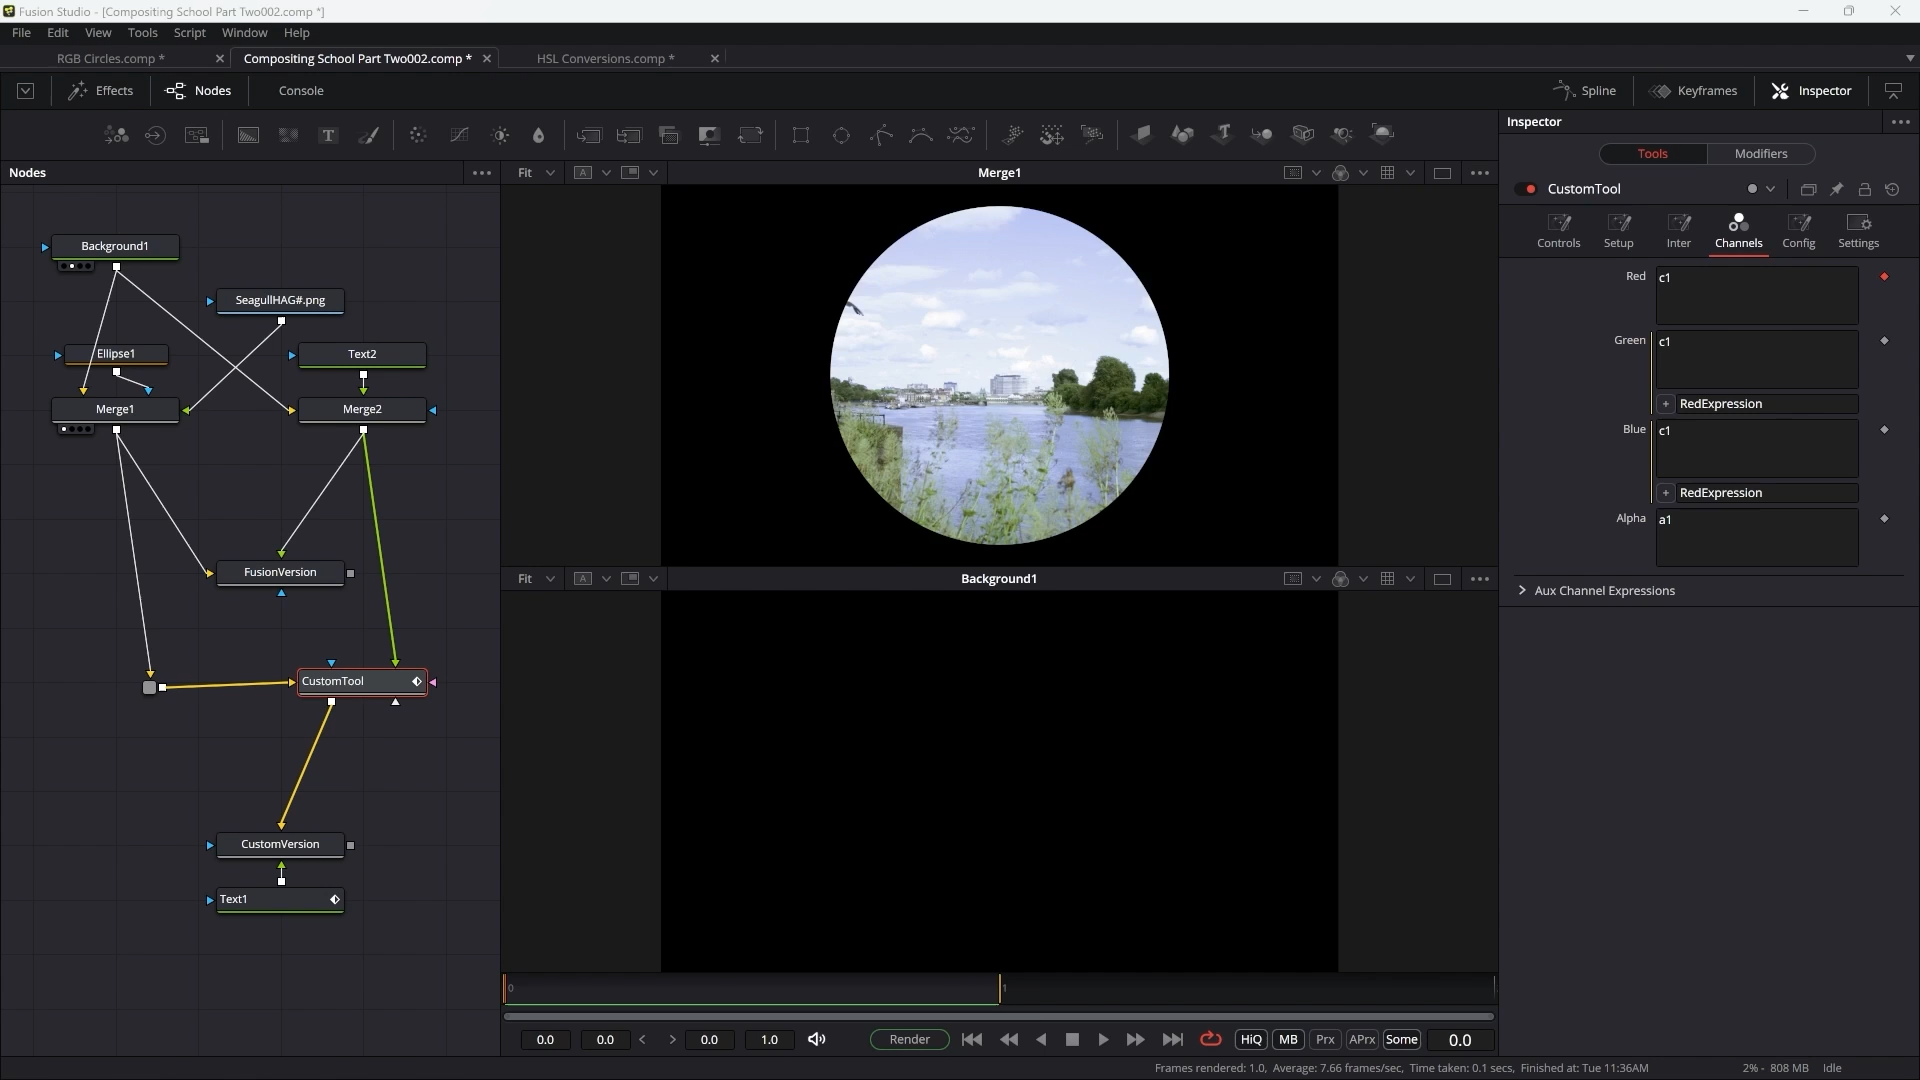 Fusion Studio - [Compositing School Part Two002.comp *]
File Edit View Tools Script Window Help
RGB Circles.comp * Compositing School Part Two002.comp * HSL Conversions.comp *
Effects Nodes Console Spline Keyframes Inspector
Inspector
Tools Modifiers
Nodes
Fit A Merge1
CustomTool
Controls Setup Inter Channels Config Settings
Background1
SeagullHAG#.png
Ellipse1
Text2
Merge1
Merge2
FusionVersion
CustomTool
CustomVersion
Text1
Red c1
Green c1
+ RedExpression
Blue c1
+ RedExpression
Alpha a1
Aux Channel Expressions
Fit A Background1
0 1
0.0 0.0 < > 0.0 1.0 Render HiQ MB Prx APrx Some 0.0
Frames rendered: 1.0, Average: 7.66 frames/sec, Time taken: 0.1 secs, Finished at: Tue 11:36AM 2% - 808 MB Idle